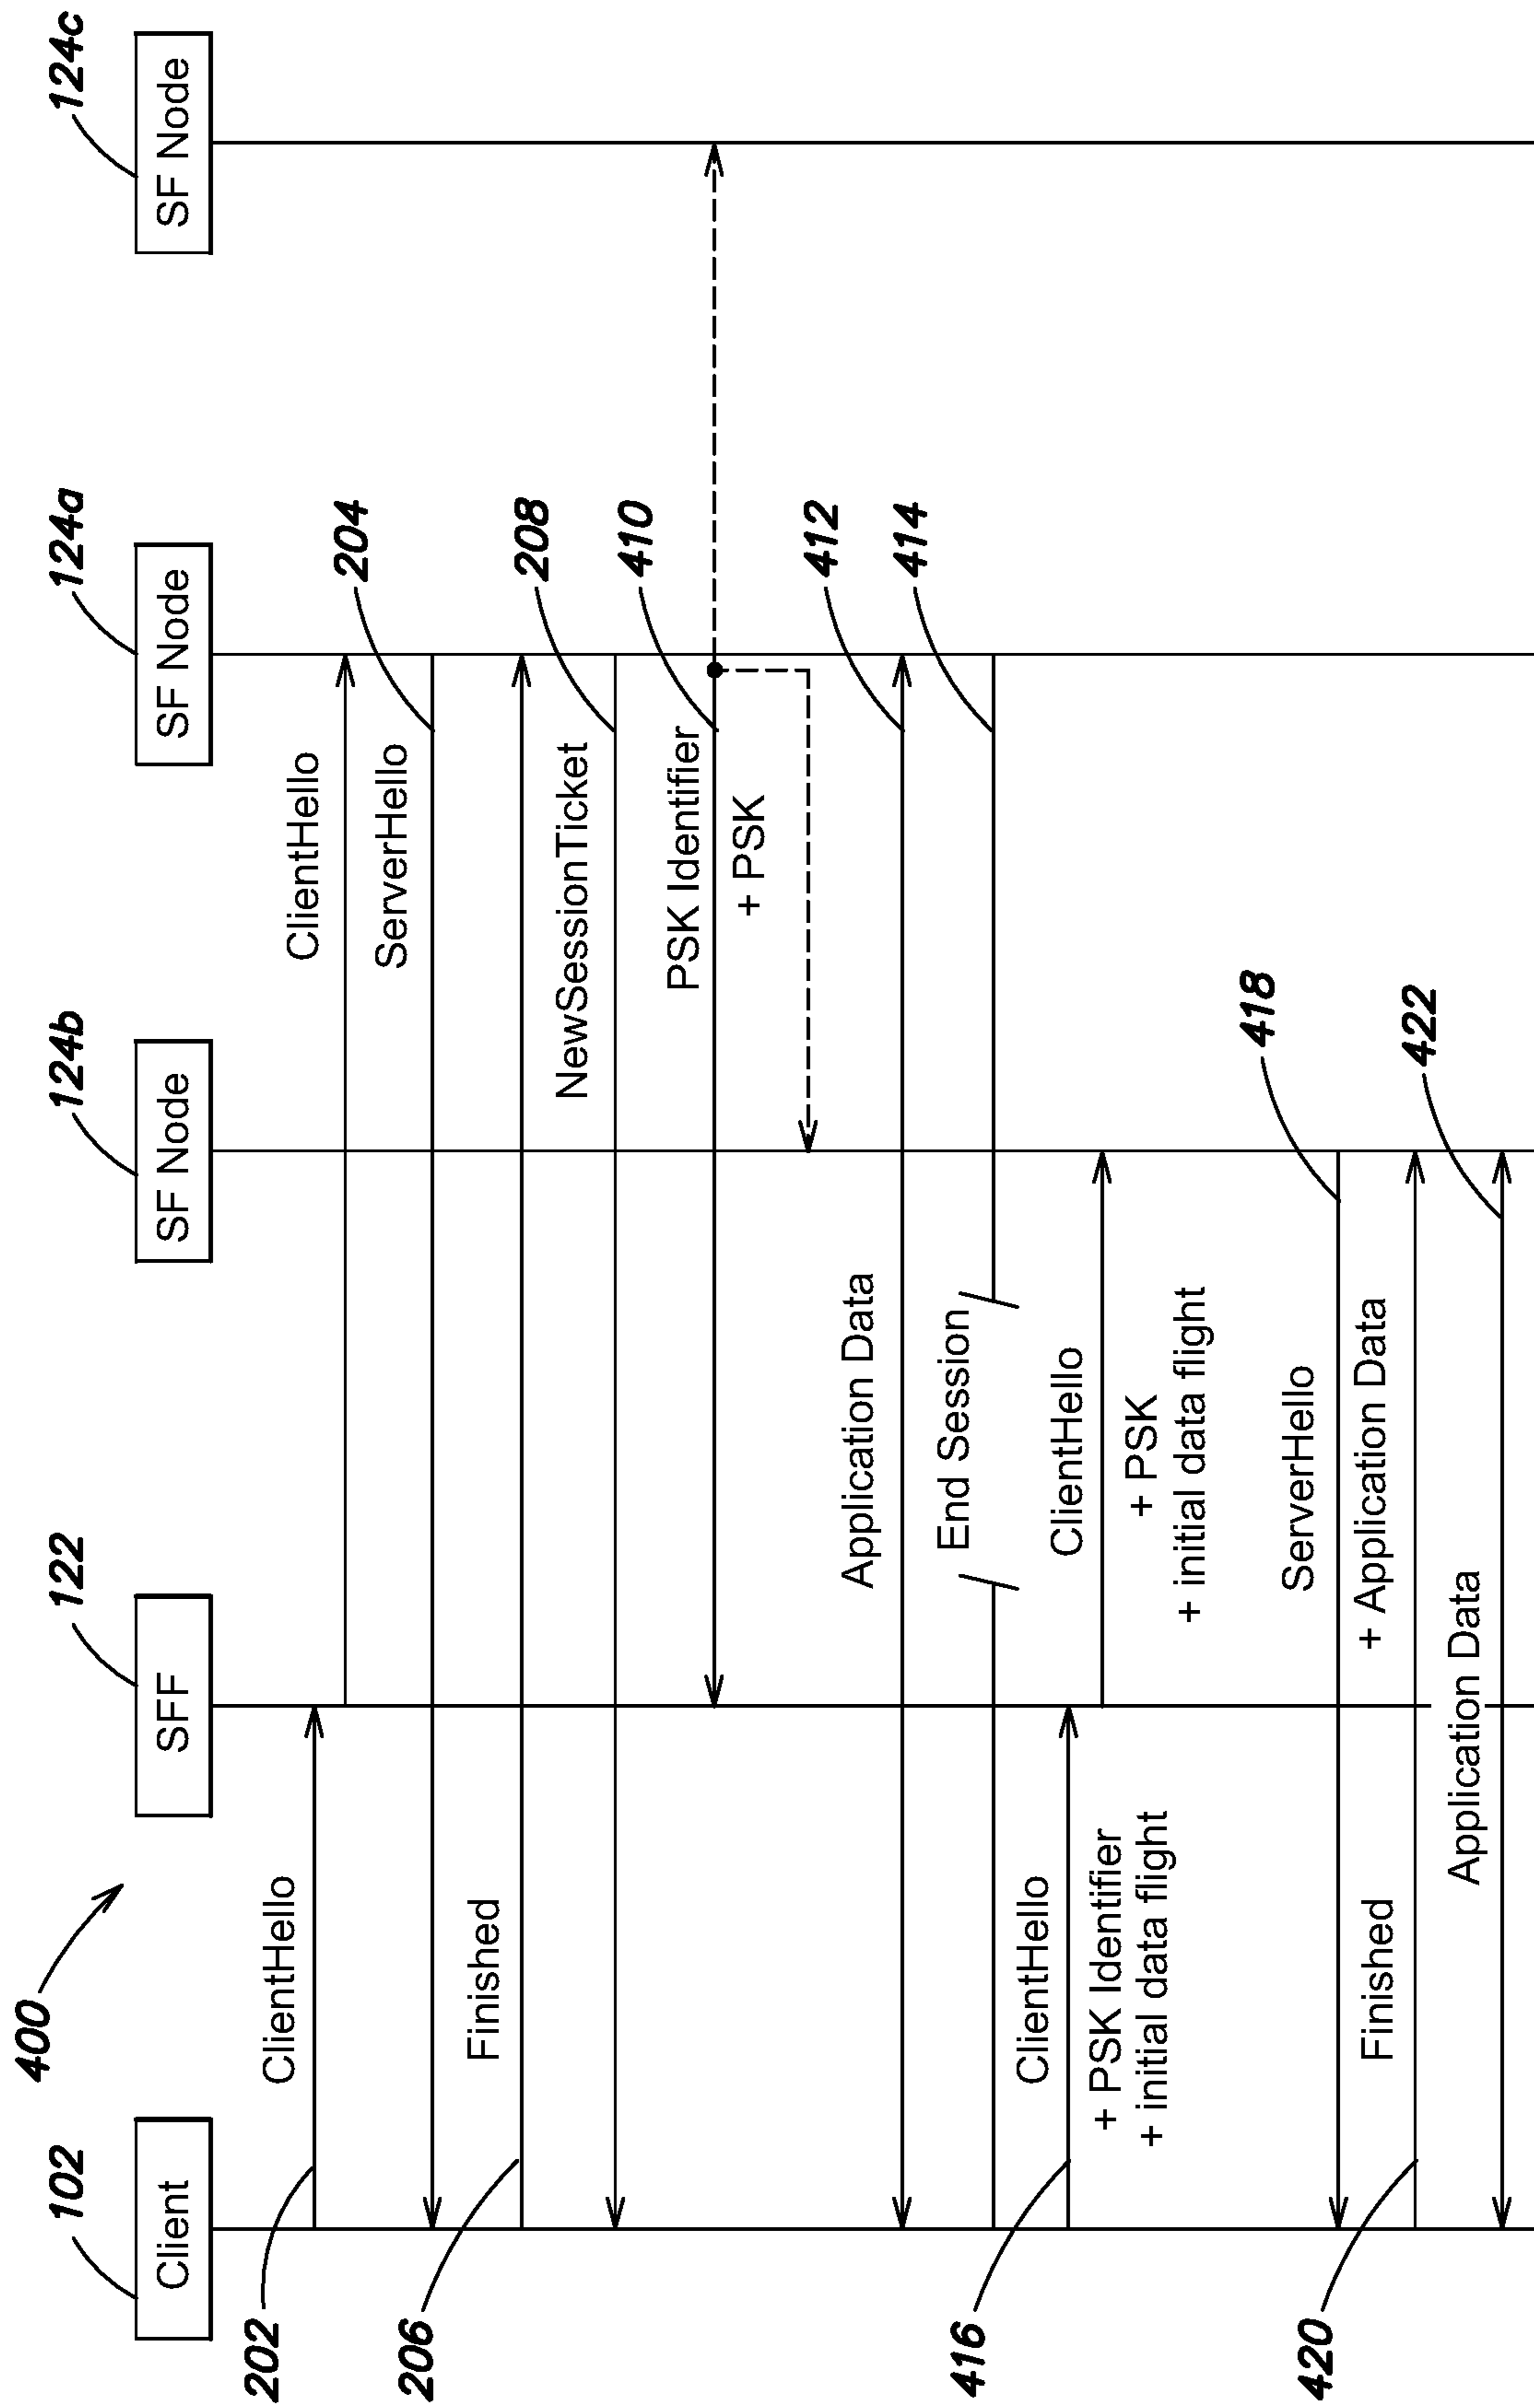 400
102
122
124b
124a
124c
Client
SFF
SF Node
SF Node
SF Node
202
ClientHello
ClientHello
ServerHello
204
206
Finished
NewSessionTicket
208
PSK Identifier
+ PSK
410
Application Data
412
End Session
414
416
ClientHello
+ PSK Identifier
+ initial data flight
ClientHello
+ PSK
+ initial data flight
ServerHello
+ Application Data
418
420
Finished
Application Data
422